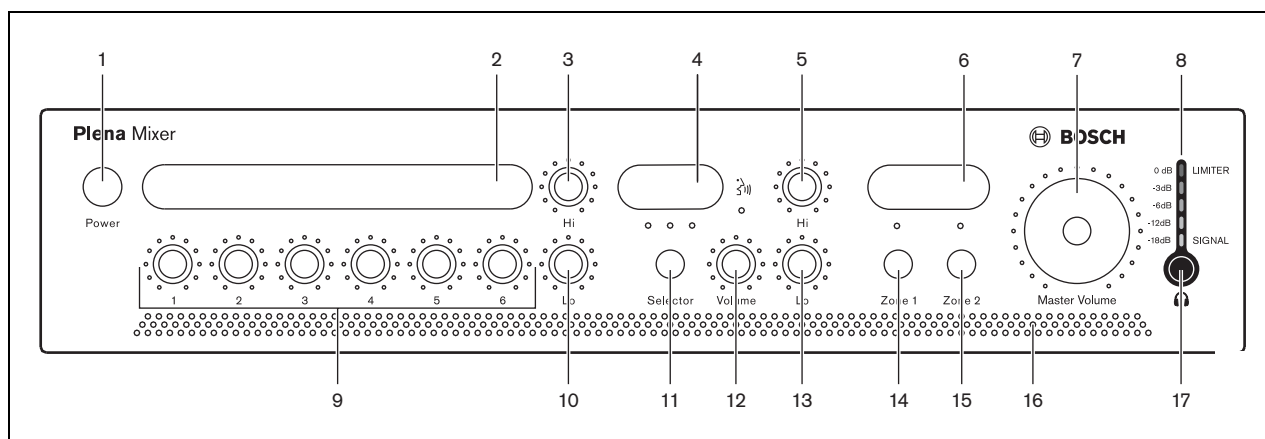 1 2 3 4 5 6 7 8
Plena Mixer
BOSCH
0 dB LIMITER
-3dB
-6dB
-12dB
-18dB SIGNAL
Power
Hi
Hi
1 2 3 4 5 6
Lo
Selector
Volume
Lo
Zone 1
Zone 2
Master Volume
9 10 11 12 13 14 15 16 17